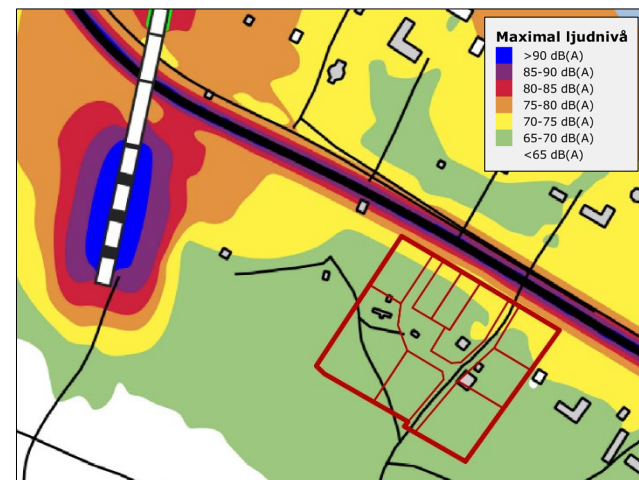 Maximal ljudnivå
>90 dB(A)
85-90 dB(A)
80-85 dB(A)
75-80 dB(A)
70-75 dB(A)
65-70 dB(A)
<65 dB(A)